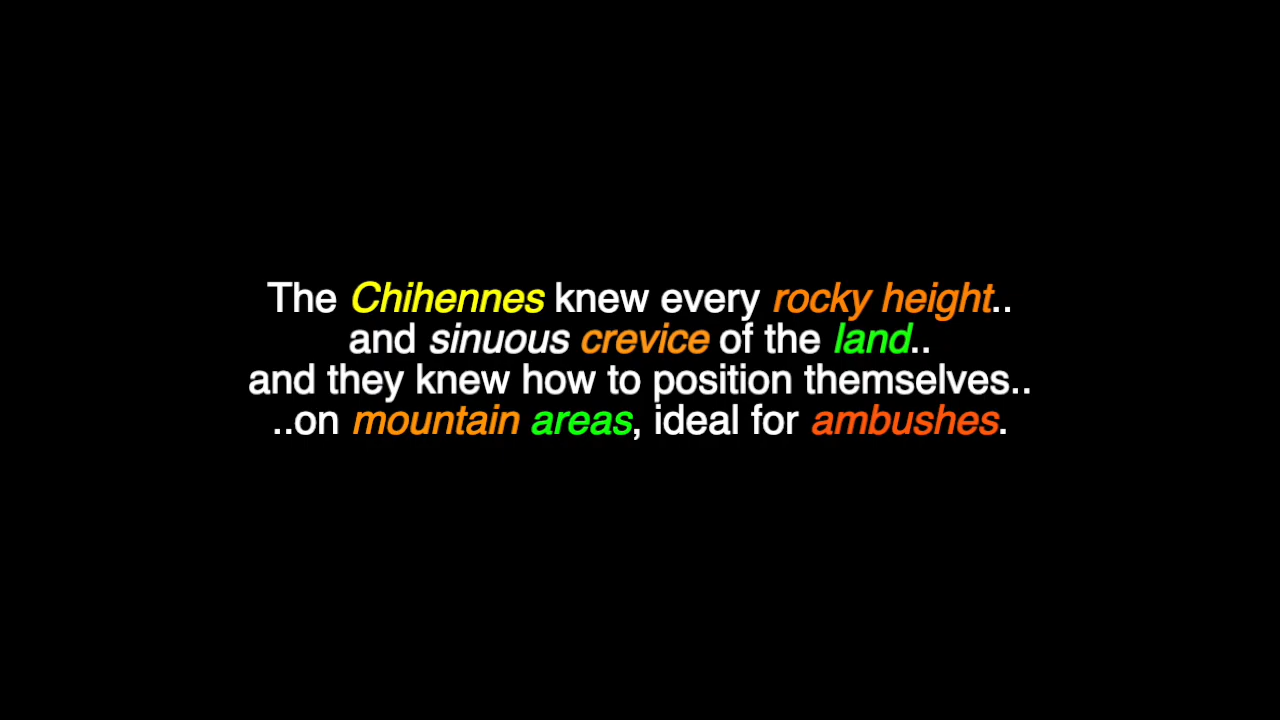 The Chihennes knew every rocky height..
and sinuous crevice of the land..
and they knew how to position themselves..
..on mountain areas, ideal for ambushes.